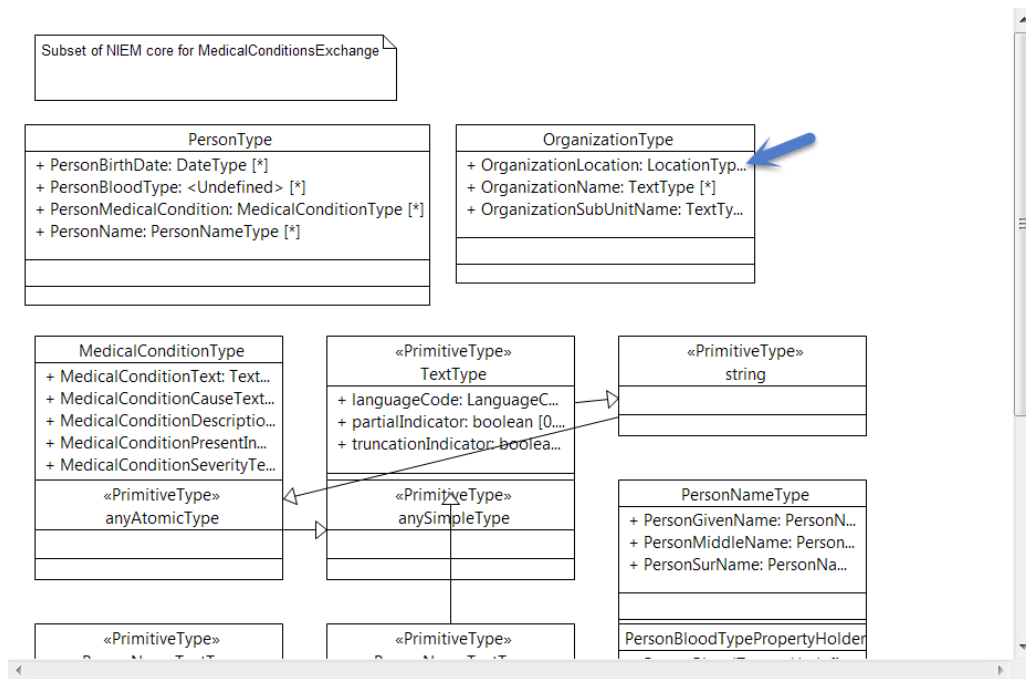 Subset of NIEM core for MedicalConditionsExchange
PersonType
+ PersonBirthDate: DateType [*]
+ PersonBloodType: <Undefined> [*]
+ PersonMedicalCondition: MedicalConditionType [*]
+ PersonName: PersonNameType [*]
OrganizationType
+ OrganizationLocation: LocationTyp...
+ OrganizationName: TextType [*]
+ OrganizationSubUnitName: TextTy...
MedicalConditionType
+ MedicalConditionText: Text...
+ MedicalConditionCauseText...
+ MedicalConditionDescriptio...
+ MedicalConditionPresentIn...
+ MedicalConditionSeverityTe...
«PrimitiveType»
TextType
+ languageCode: LanguageC...
+ partialIndicator: boolean [0....
+ truncationIndicator: boolea...
«PrimitiveType»
string
«PrimitiveType»
anyAtomicType
«PrimitiveType»
anySimpleType
PersonNameType
+ PersonGivenName: PersonN...
+ PersonMiddleName: Person...
+ PersonSurName: PersonNa...
«PrimitiveType»
«PrimitiveType»
PersonBloodTypePropertyHolder